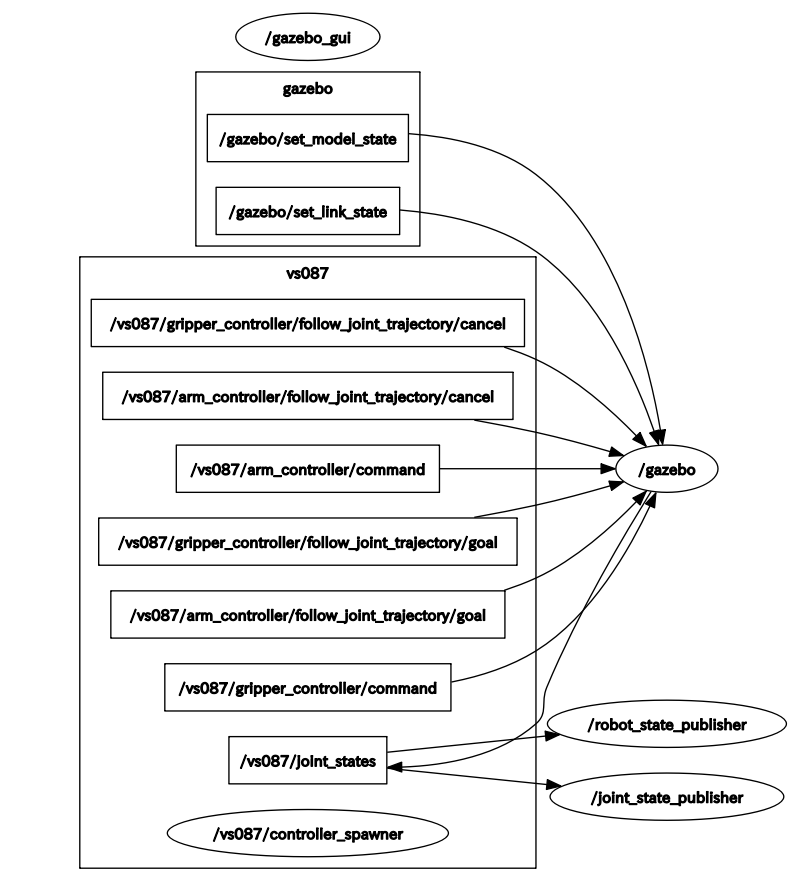 /gazebo_gui
gazebo
/gazebo/set_model_state
/gazebo/set_link_state
vs087
/vs087/gripper_controller/follow_joint_trajectory/cancel
/vs087/arm_controller/follow_joint_trajectory/cancel
/vs087/arm_controller/command
/gazebo
/vs087/gripper_controller/follow_joint_trajectory/goal
/vs087/arm_controller/follow_joint_trajectory/goal
/vs087/gripper_controller/command
/robot_state_publisher
/vs087/joint_states
/joint_state_publisher
/vs087/controller_spawner